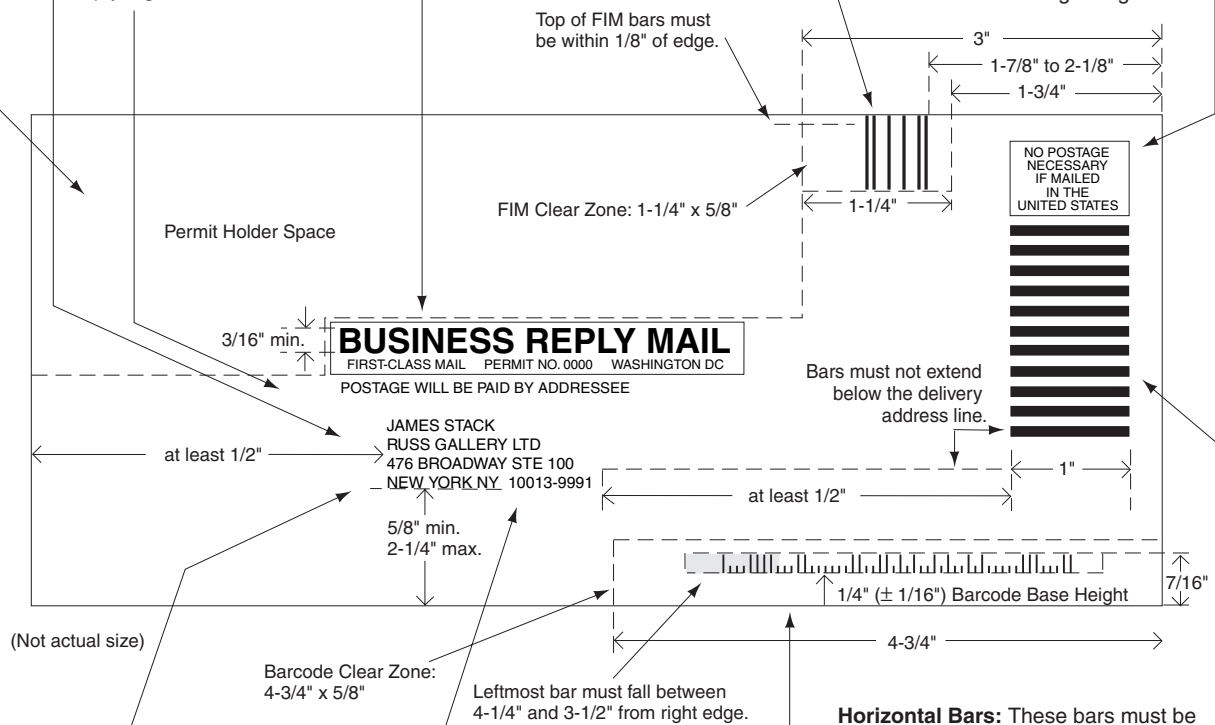 Top of FIM bars must
be within 1/8" of edge.
3"
1-7/8" to 2-1/8"
1-3/4"
NO POSTAGE
NECESSARY
IF MAILED
IN THE
UNITED STATES
FIM Clear Zone: 1-1/4" x 5/8"
1-1/4"
Permit Holder Space
3/16" min.
BUSINESS REPLY MAIL
FIRST-CLASS MAIL PERMIT NO. 0000 WASHINGTON DC
POSTAGE WILL BE PAID BY ADDRESSEE
Bars must not extend
below the delivery
address line.
JAMES STACK
RUSS GALLERY LTD
476 BROADWAY STE 100
NEW YORK NY 10013-9991
at least 1/2"
1"
at least 1/2"
5/8" min.
2-1/4" max.
7/16"
1/4" (± 1/16") Barcode Base Height
(Not actual size)
4-3/4"
Barcode Clear Zone:
4-3/4" x 5/8"
Leftmost bar must fall between
4-1/4" and 3-1/2" from right edge.
Horizontal Bars: These bars must be